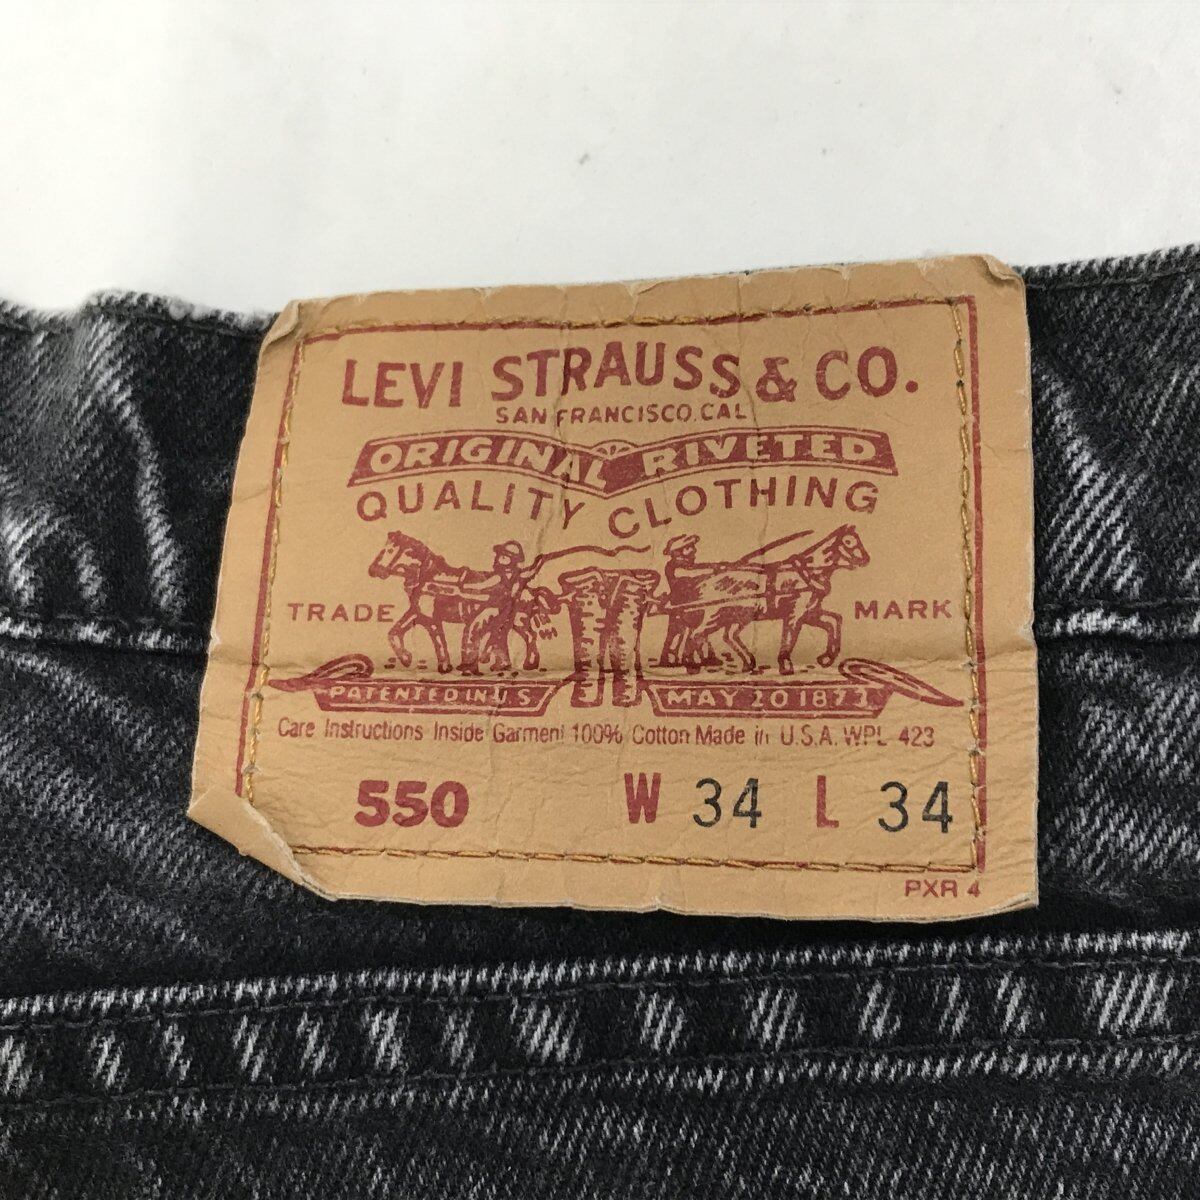 LEVI STRAUSS & CO.
SAN FRANCISCO, CAL
ORIGINAL RIVETED
QUALITY CLOTHING
TRADE MARK
PATENTED IN U S MAY 20 1873
Care Instructions Inside Garment 100% Cotton Made in U.S.A. WPL 423
550 W 34 L 34
PXR 4